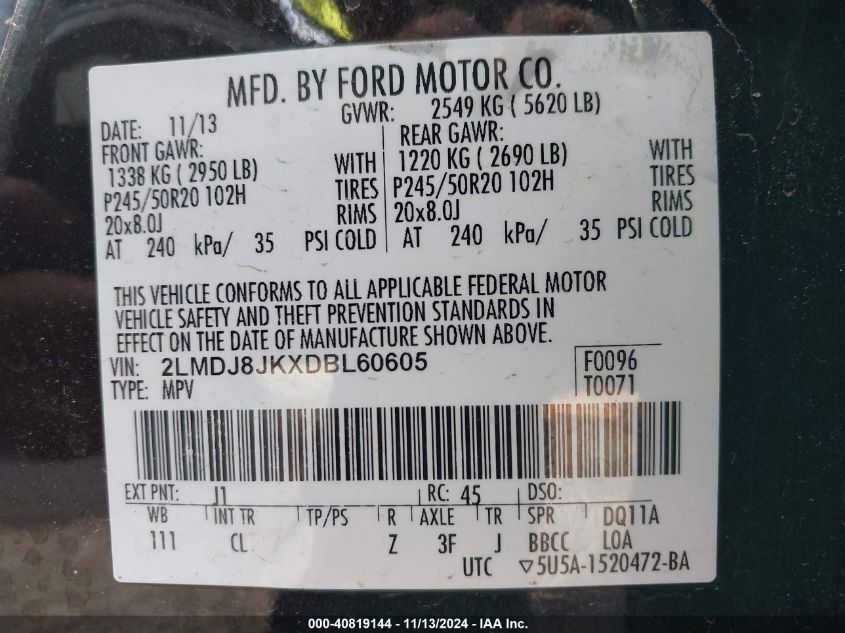 MFD. BY FORD MOTOR CO.
DATE: 11/13 GVWR: 2549 KG ( 5620 LB)
FRONT GAWR: REAR GAWR:
1338 KG ( 2950 LB) WITH 1220 KG ( 2690 LB) WITH
P245/50R20 102H TIRES P245/50R20 102H TIRES
20x8.0J RIMS 20x8.0J RIMS
AT 240 kPa/ 35 PSI COLD AT 240 kPa/ 35 PSI COLD
THIS VEHICLE CONFORMS TO ALL APPLICABLE FEDERAL MOTOR
VEHICLE SAFETY AND THEFT PREVENTION STANDARDS IN
EFFECT ON THE DATE OF MANUFACTURE SHOWN ABOVE.
VIN: 2LMDJ8JKXDBL60605 F0096
TYPE: MPV T0071
EXT PNT: J1 RC: 45 DSO:
WB INT TR TP/PS R AXLE TR SPR DQ11A
111 CL Z 3F J BBCC LOA
UTC ▽5U5A-1520472-BA
000-40819144 - 11/13/2024 - IAAI Inc.